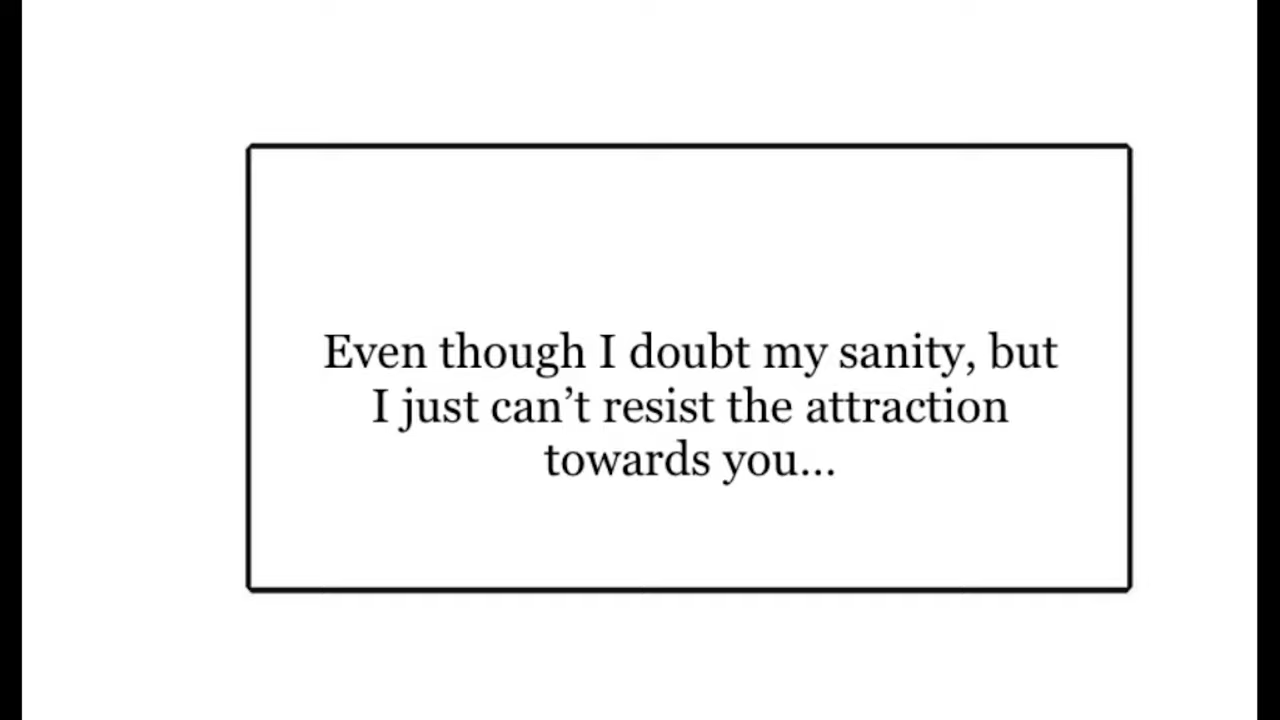 Even though I doubt my sanity, but
I just can’t resist the attraction
towards you...